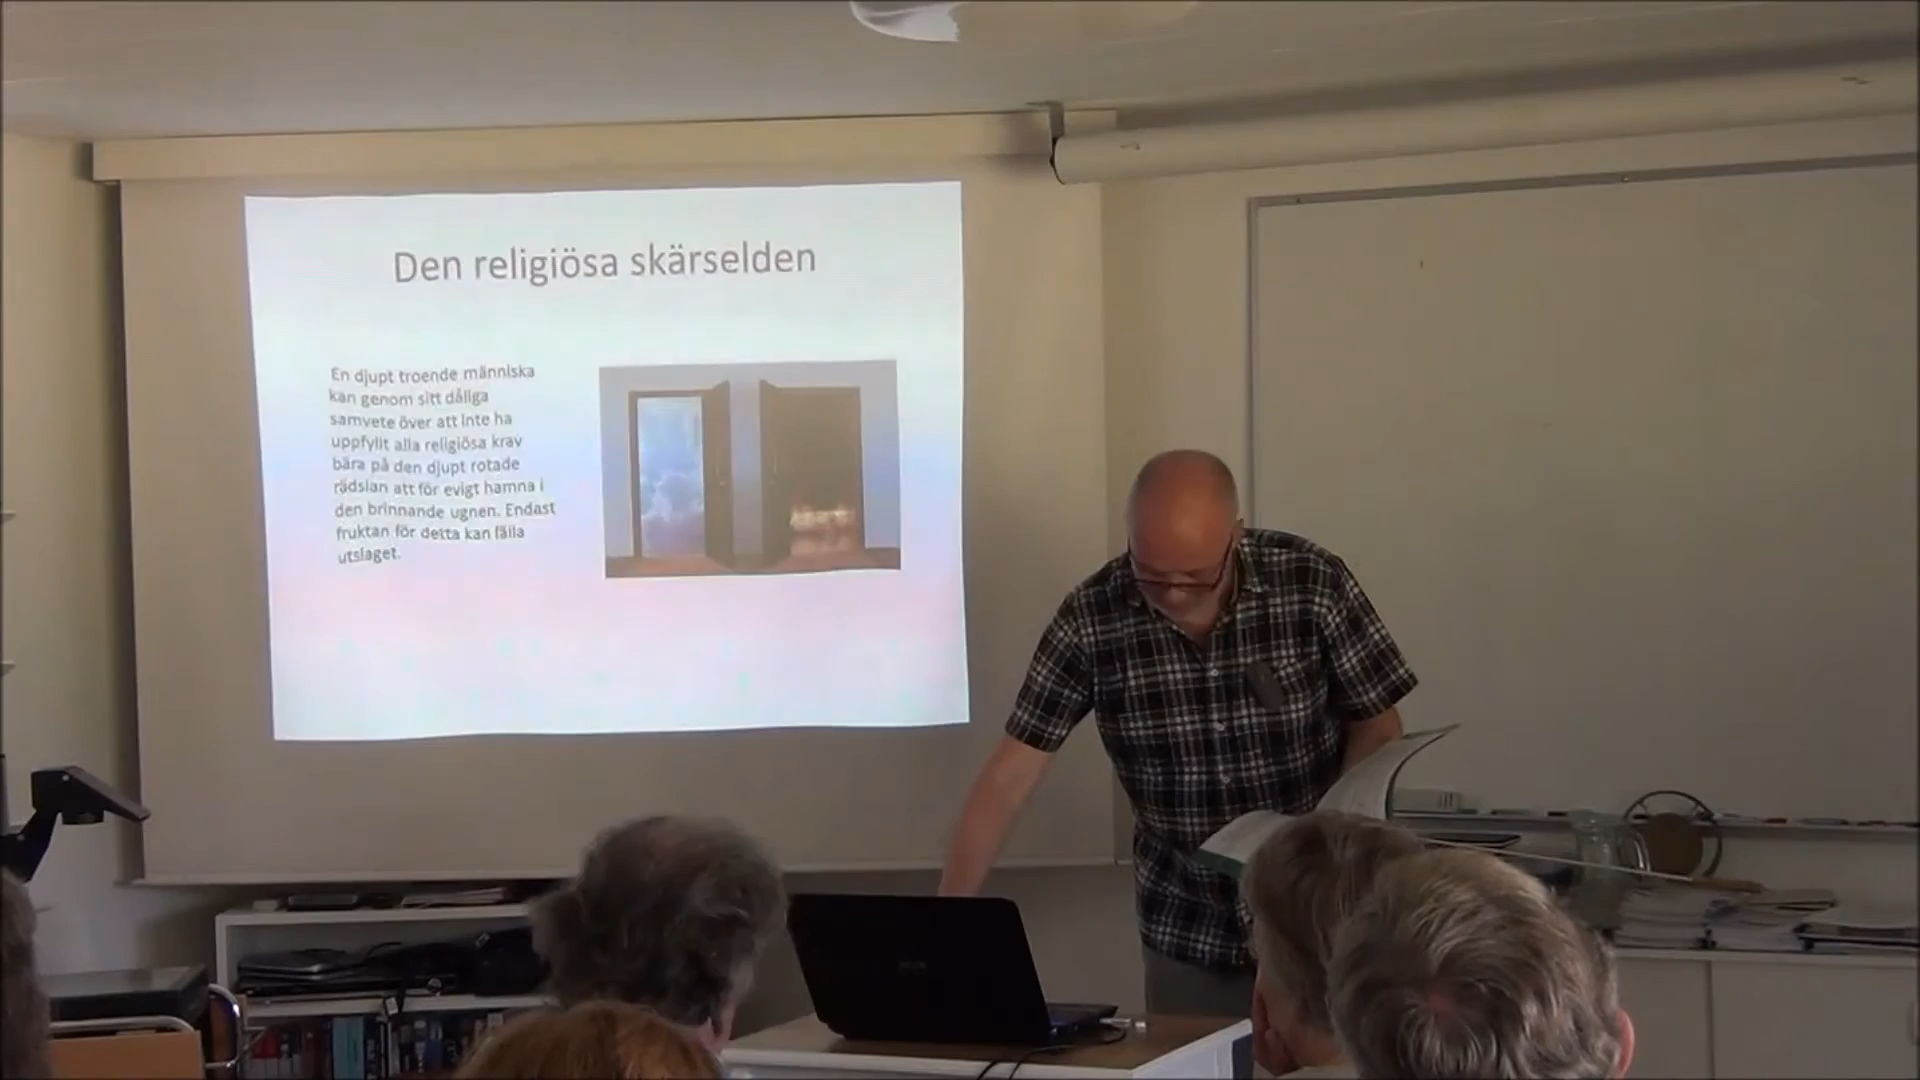 Den religiösa skärselden
En djupt troende människa
kan genom sitt dåliga
samvete över att inte ha
uppfyllt alla religiösa krav
bära på den djupt rotade
rädslan att för evigt hamna i
den brinnande ugnen. Endast
fruktan för detta kan fälla
utslaget.